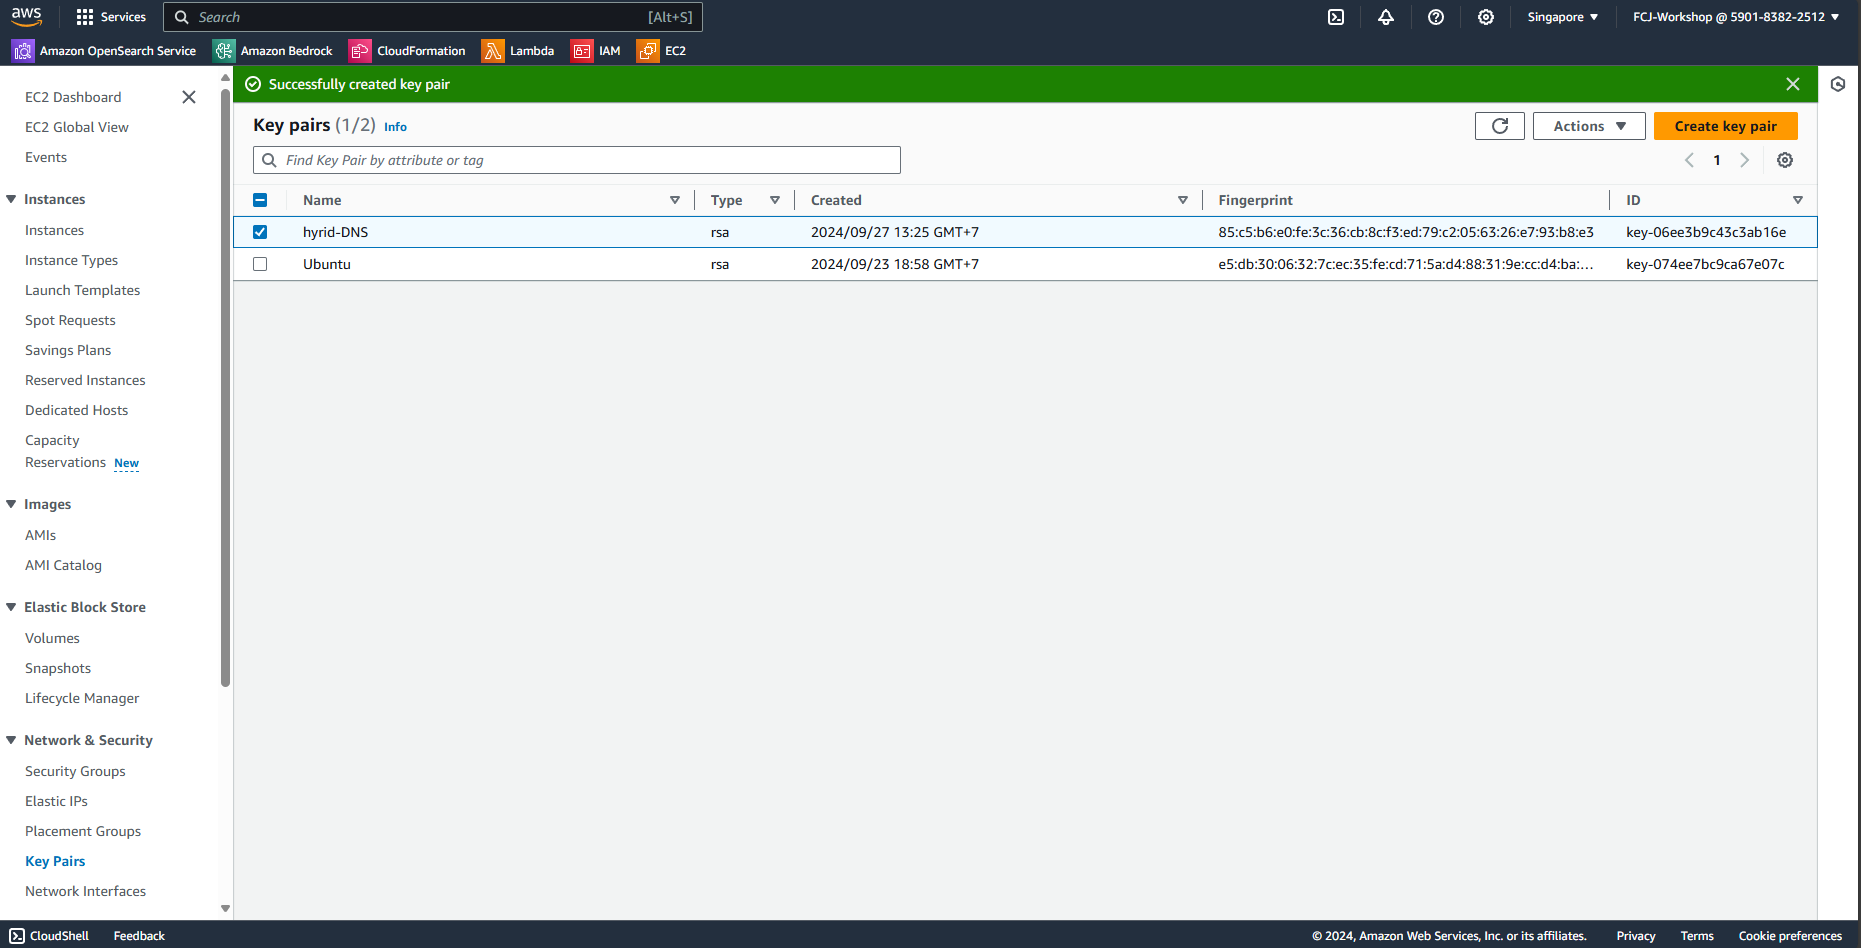 aws Services Search [Alt+S] Singapore FCJ-Workshop @ 5901-8382-2512
Amazon OpenSearch Service Amazon Bedrock CloudFormation Lambda IAM EC2
EC2 Dashboard
EC2 Global View
Events
Instances
Instances
Instance Types
Launch Templates
Spot Requests
Savings Plans
Reserved Instances
Dedicated Hosts
Capacity
Reservations New
Images
AMIs
AMI Catalog
Elastic Block Store
Volumes
Snapshots
Lifecycle Manager
Network & Security
Security Groups
Elastic IPs
Placement Groups
Key Pairs
Network Interfaces
Successfully created key pair
Key pairs (1/2) Info Actions Create key pair
Find Key Pair by attribute or tag 1
Name Type Created Fingerprint ID
hyrid-DNS rsa 2024/09/27 13:25 GMT+7 85:c5:b6:e0:fe:3c:36:cb:8c:f3:ed:79:c2:05:63:26:e7:93:b8:e3 key-06ee3b9c43c3ab16e
Ubuntu rsa 2024/09/23 18:58 GMT+7 e5:db:30:06:32:7c:ec:35:fe:cd:71:5a:d4:88:31:9e:cc:d4:ba:... key-074ee7bc9ca67e07c
CloudShell Feedback © 2024, Amazon Web Services, Inc. or its affiliates. Privacy Terms Cookie preferences